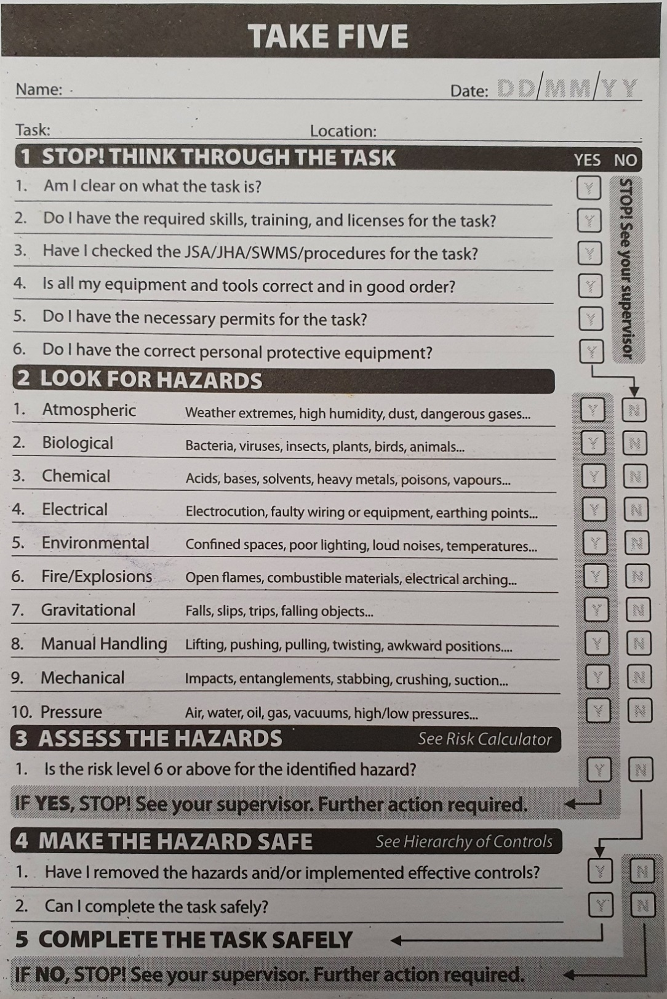 TAKE FIVE
Name: Date: DD/MM/YY
Task: Location:
1 STOP! THINK THROUGH THE TASK YES NO
1. Am I clear on what the task is? Y
2. Do I have the required skills, training, and licenses for the task? Y
3. Have I checked the JSA/JHA/SWMS/procedures for the task? Y
4. Is all my equipment and tools correct and in good order? Y
5. Do I have the necessary permits for the task? Y
6. Do I have the correct personal protective equipment? Y
STOP! See your supervisor
2 LOOK FOR HAZARDS
1. Atmospheric Weather extremes, high humidity, dust, dangerous gases... Y N
2. Biological Bacteria, viruses, insects, plants, birds, animals... Y N
3. Chemical Acids, bases, solvents, heavy metals, poisons, vapours... Y N
4. Electrical Electrocution, faulty wiring or equipment, earthing points... Y N
5. Environmental Confined spaces, poor lighting, loud noises, temperatures... Y N
6. Fire/Explosions Open flames, combustible materials, electrical arching... Y N
7. Gravitational Falls, slips, trips, falling objects... Y N
8. Manual Handling Lifting, pushing, pulling, twisting, awkward positions.... Y N
9. Mechanical Impacts, entanglements, stabbing, crushing, suction... Y N
10. Pressure Air, water, oil, gas, vacuums, high/low pressures... Y N
3 ASSESS THE HAZARDS See Risk Calculator
1. Is the risk level 6 or above for the identified hazard? Y N
IF YES, STOP! See your supervisor. Further action required.
4 MAKE THE HAZARD SAFE See Hierarchy of Controls
1. Have I removed the hazards and/or implemented effective controls? Y N
2. Can I complete the task safely? Y N
5 COMPLETE THE TASK SAFELY
IF NO, STOP! See your supervisor. Further action required.